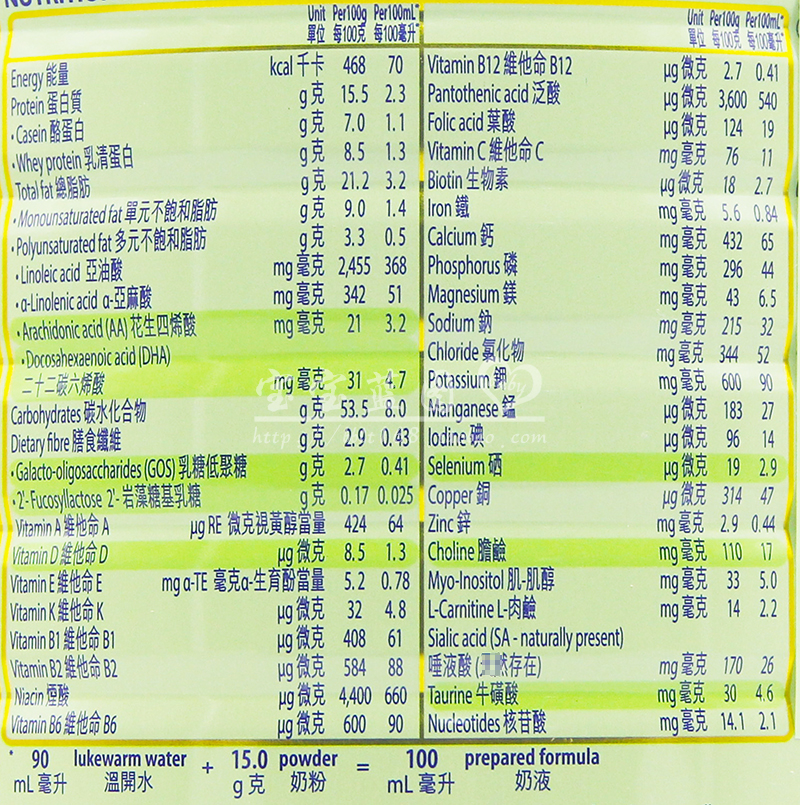 Unit Per100g Per100mL*
單位 每100克 每100毫升
Energy 能量 kcal 千卡 468 70
Protein 蛋白質 g 克 15.5 2.3
• Casein 酪蛋白 g 克 7.0 1.1
• Whey protein 乳清蛋白 g 克 8.5 1.3
Total fat 總脂肪 g 克 21.2 3.2
• Monounsaturated fat 單元不飽和脂肪 g 克 9.0 1.4
• Polyunsaturated fat 多元不飽和脂肪 g 克 3.3 0.5
• Linoleic acid 亞油酸 mg 毫克 2,455 368
• α-Linolenic acid α-亞麻酸 mg 毫克 342 51
• Arachidonic acid (AA) 花生四烯酸 mg 毫克 21 3.2
• Docosahexaenoic acid (DHA)
二十二碳六烯酸 mg 毫克 31 4.7
Carbohydrates 碳水化合物 g 克 53.5 8.0
Dietary fibre 膳食纖維 g 克 2.9 0.43
• Galacto-oligosaccharides (GOS) 乳糖低聚糖 g 克 2.7 0.41
• 2'- Fucosyllactose 2'- 岩藻糖基乳糖 g 克 0.17 0.025
Vitamin A 維他命 A µg RE 微克視黃醇當量 424 64
Vitamin D 維他命 D µg 微克 8.5 1.3
Vitamin E 維他命 E mg α-TE 毫克α-生育酚當量 5.2 0.78
Vitamin K 維他命 K µg 微克 32 4.8
Vitamin B1 維他命 B1 µg 微克 408 61
Vitamin B2 維他命 B2 µg 微克 584 88
Niacin 煙酸 µg 微克 4,400 660
Vitamin B6 維他命 B6 µg 微克 600 90
Unit Per100g Per100mL*
單位 每100克 每100毫升
Vitamin B12 維他命 B12 µg 微克 2.7 0.41
Pantothenic acid 泛酸 µg 微克 3,600 540
Folic acid 葉酸 µg 微克 124 19
Vitamin C 維他命 C mg 毫克 76 11
Biotin 生物素 µg 微克 18 2.7
Iron 鐵 mg 毫克 5.6 0.84
Calcium 鈣 mg 毫克 432 65
Phosphorus 磷 mg 毫克 296 44
Magnesium 鎂 mg 毫克 43 6.5
Sodium 鈉 mg 毫克 215 32
Chloride 氯化物 mg 毫克 344 52
Potassium 鉀 mg 毫克 600 90
Manganese 錳 µg 微克 183 27
Iodine 碘 µg 微克 96 14
Selenium 硒 µg 微克 19 2.9
Copper 銅 µg 微克 314 47
Zinc 鋅 mg 毫克 2.9 0.44
Choline 膽鹼 mg 毫克 110 17
Myo-Inositol 肌-肌醇 mg 毫克 33 5.0
L-Carnitine L-肉鹼 mg 毫克 14 2.2
Sialic acid (SA - naturally present)
唾液酸 (然存在) mg 毫克 170 26
Taurine 牛磺酸 mg 毫克 30 4.6
Nucleotides 核苷酸 mg 毫克 14.1 2.1
* 90 lukewarm water + 15.0 powder = 100 prepared formula
mL 毫升 溫開水 g 克 奶粉 mL 毫升 奶液